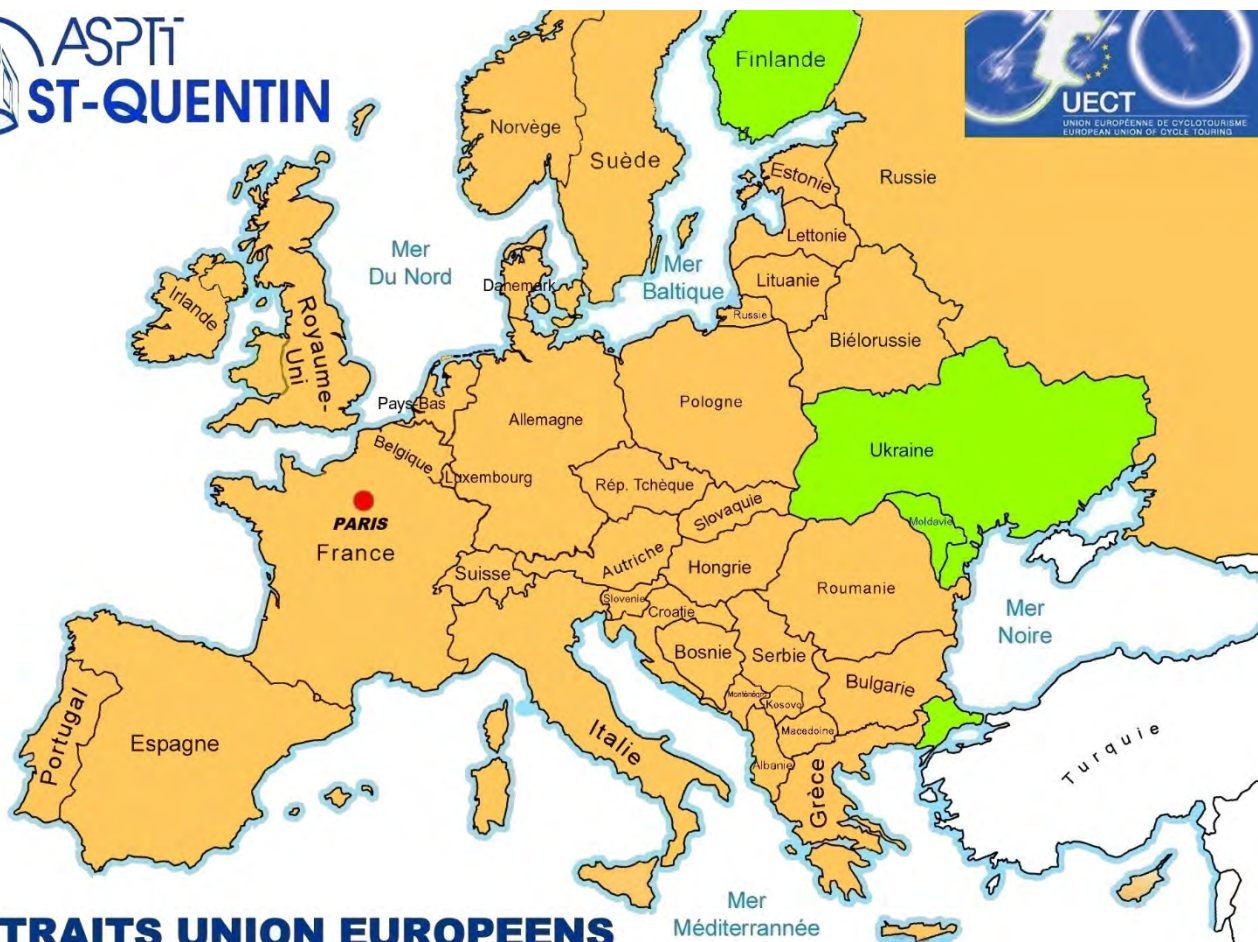 ASPTT
ST-QUENTIN
Finlande
UECT
UNION EUROPÉENNE DE CYCLOTOURISME
EUROPEAN UNION OF CYCLE TOURING
Norvège
Suède
Estonie
Russie
Lettonie
Mer
Du Nord
Mer
Baltique
Danemark
Lituanie
Russie
Irlande
Royaume-
Uni
Biélorussie
Pays-Bas
Allemagne
Pologne
Ukraine
Belgique
Luxembourg
Rép. Tchèque
Slovaquie
PARIS
France
Moldavie
Suisse
Autriche
Hongrie
Roumanie
Slovenie
Croatie
Mer
Noire
Bosnie
Serbie
Bulgarie
Monténégro
Kosovo
Macedoine
Albanie
Portugal
Espagne
Italie
Grèce
Turquie
Mer
Méditerrannée
TRAITS UNION EUROPEENS